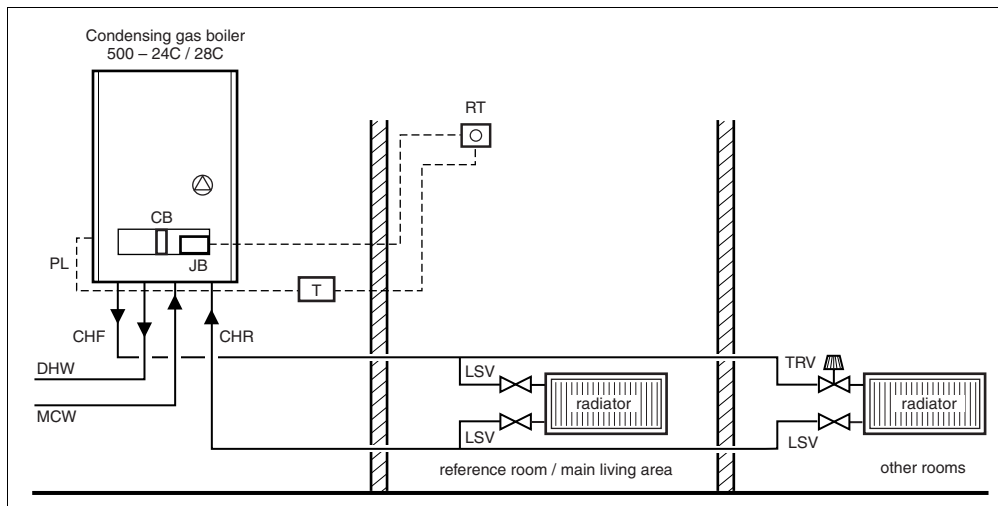 Condensing gas boiler
500 – 24C / 28C
RT
CB
PL
JB
T
CHF
CHR
DHW
LSV
TRV
radiator
radiator
MCW
LSV
LSV
reference room / main living area
other rooms